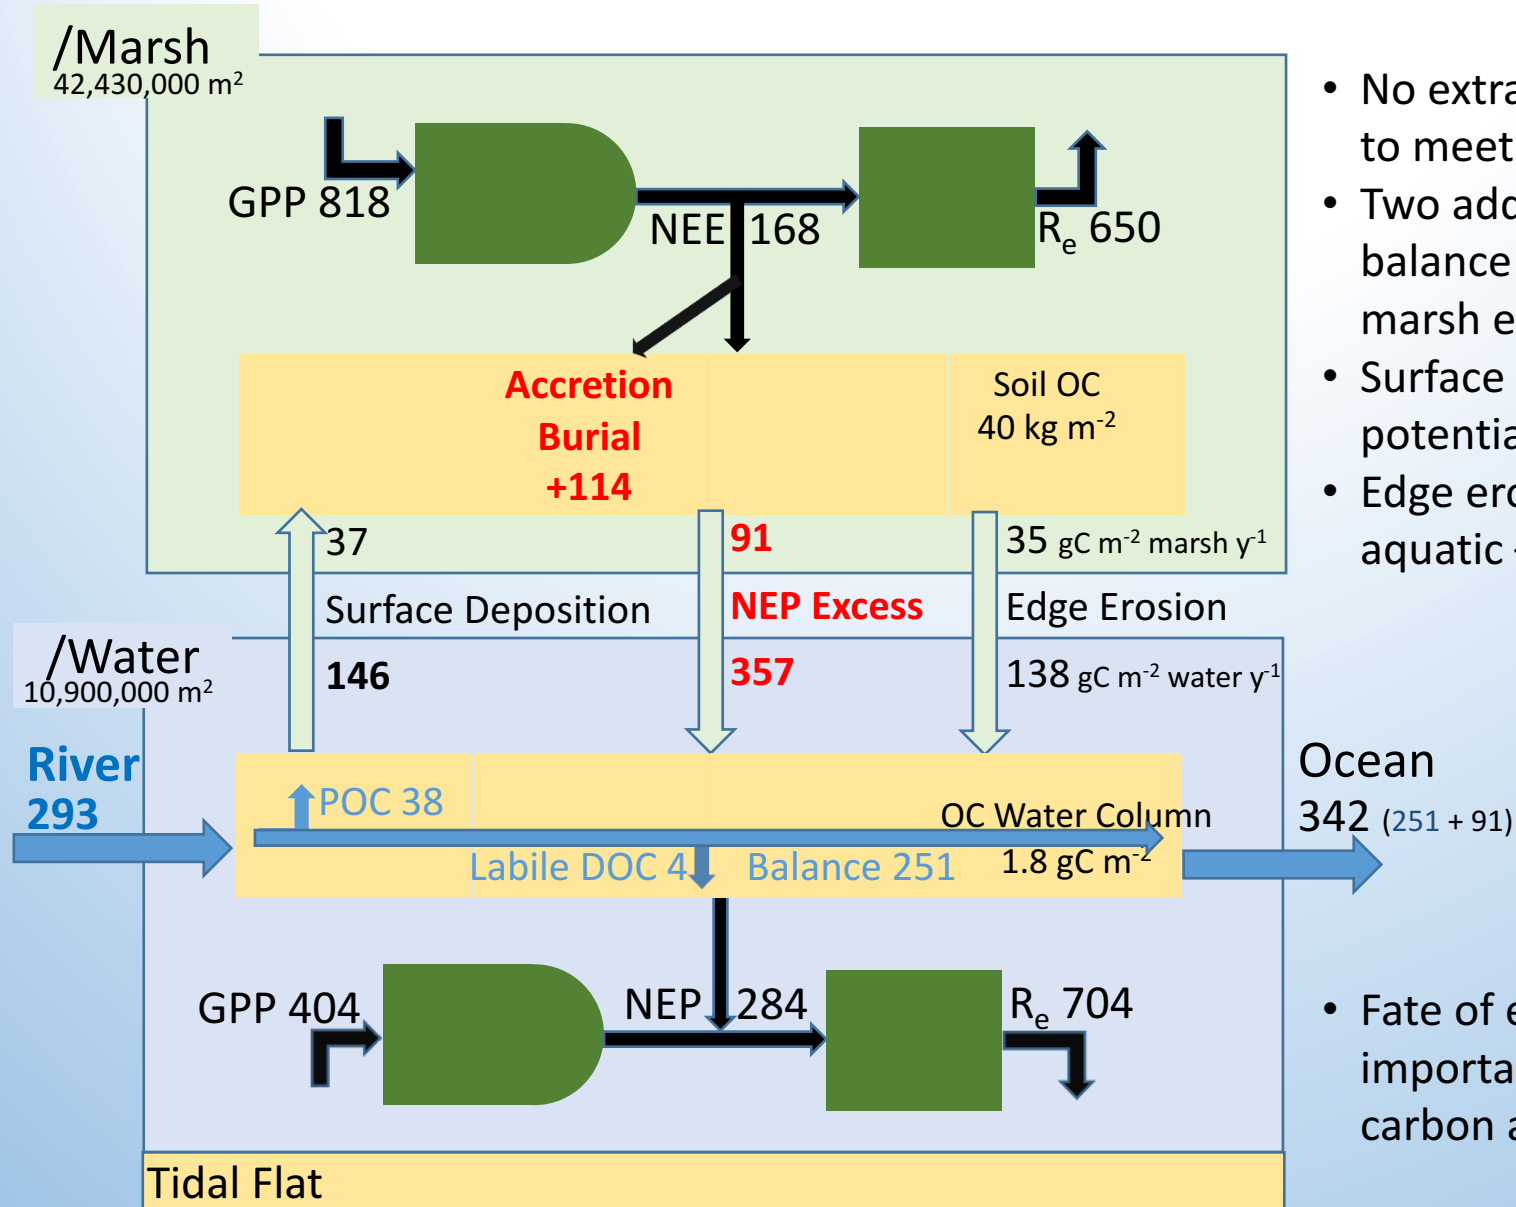 /Marsh
42,430,000 m²
GPP 818
NEE 168
Rₑ 650
Accretion
Burial
+114
Soil OC
40 kg m⁻²
37
91
35 gC m⁻² marsh y⁻¹
Surface Deposition
NEP Excess
Edge Erosion
/Water
10,900,000 m²
146
357
138 gC m⁻² water y⁻¹
River
293
POC 38
OC Water Column
1.8 gC m⁻²
Labile DOC 4
Balance 251
Ocean
342 (251 + 91)
GPP 404
NEP 284
Rₑ 704
Tidal Flat
• No extra
to meet
• Two add
balance
marsh e
• Surface
potentia
• Edge ero
aquatic
• Fate of e
importa
carbon a